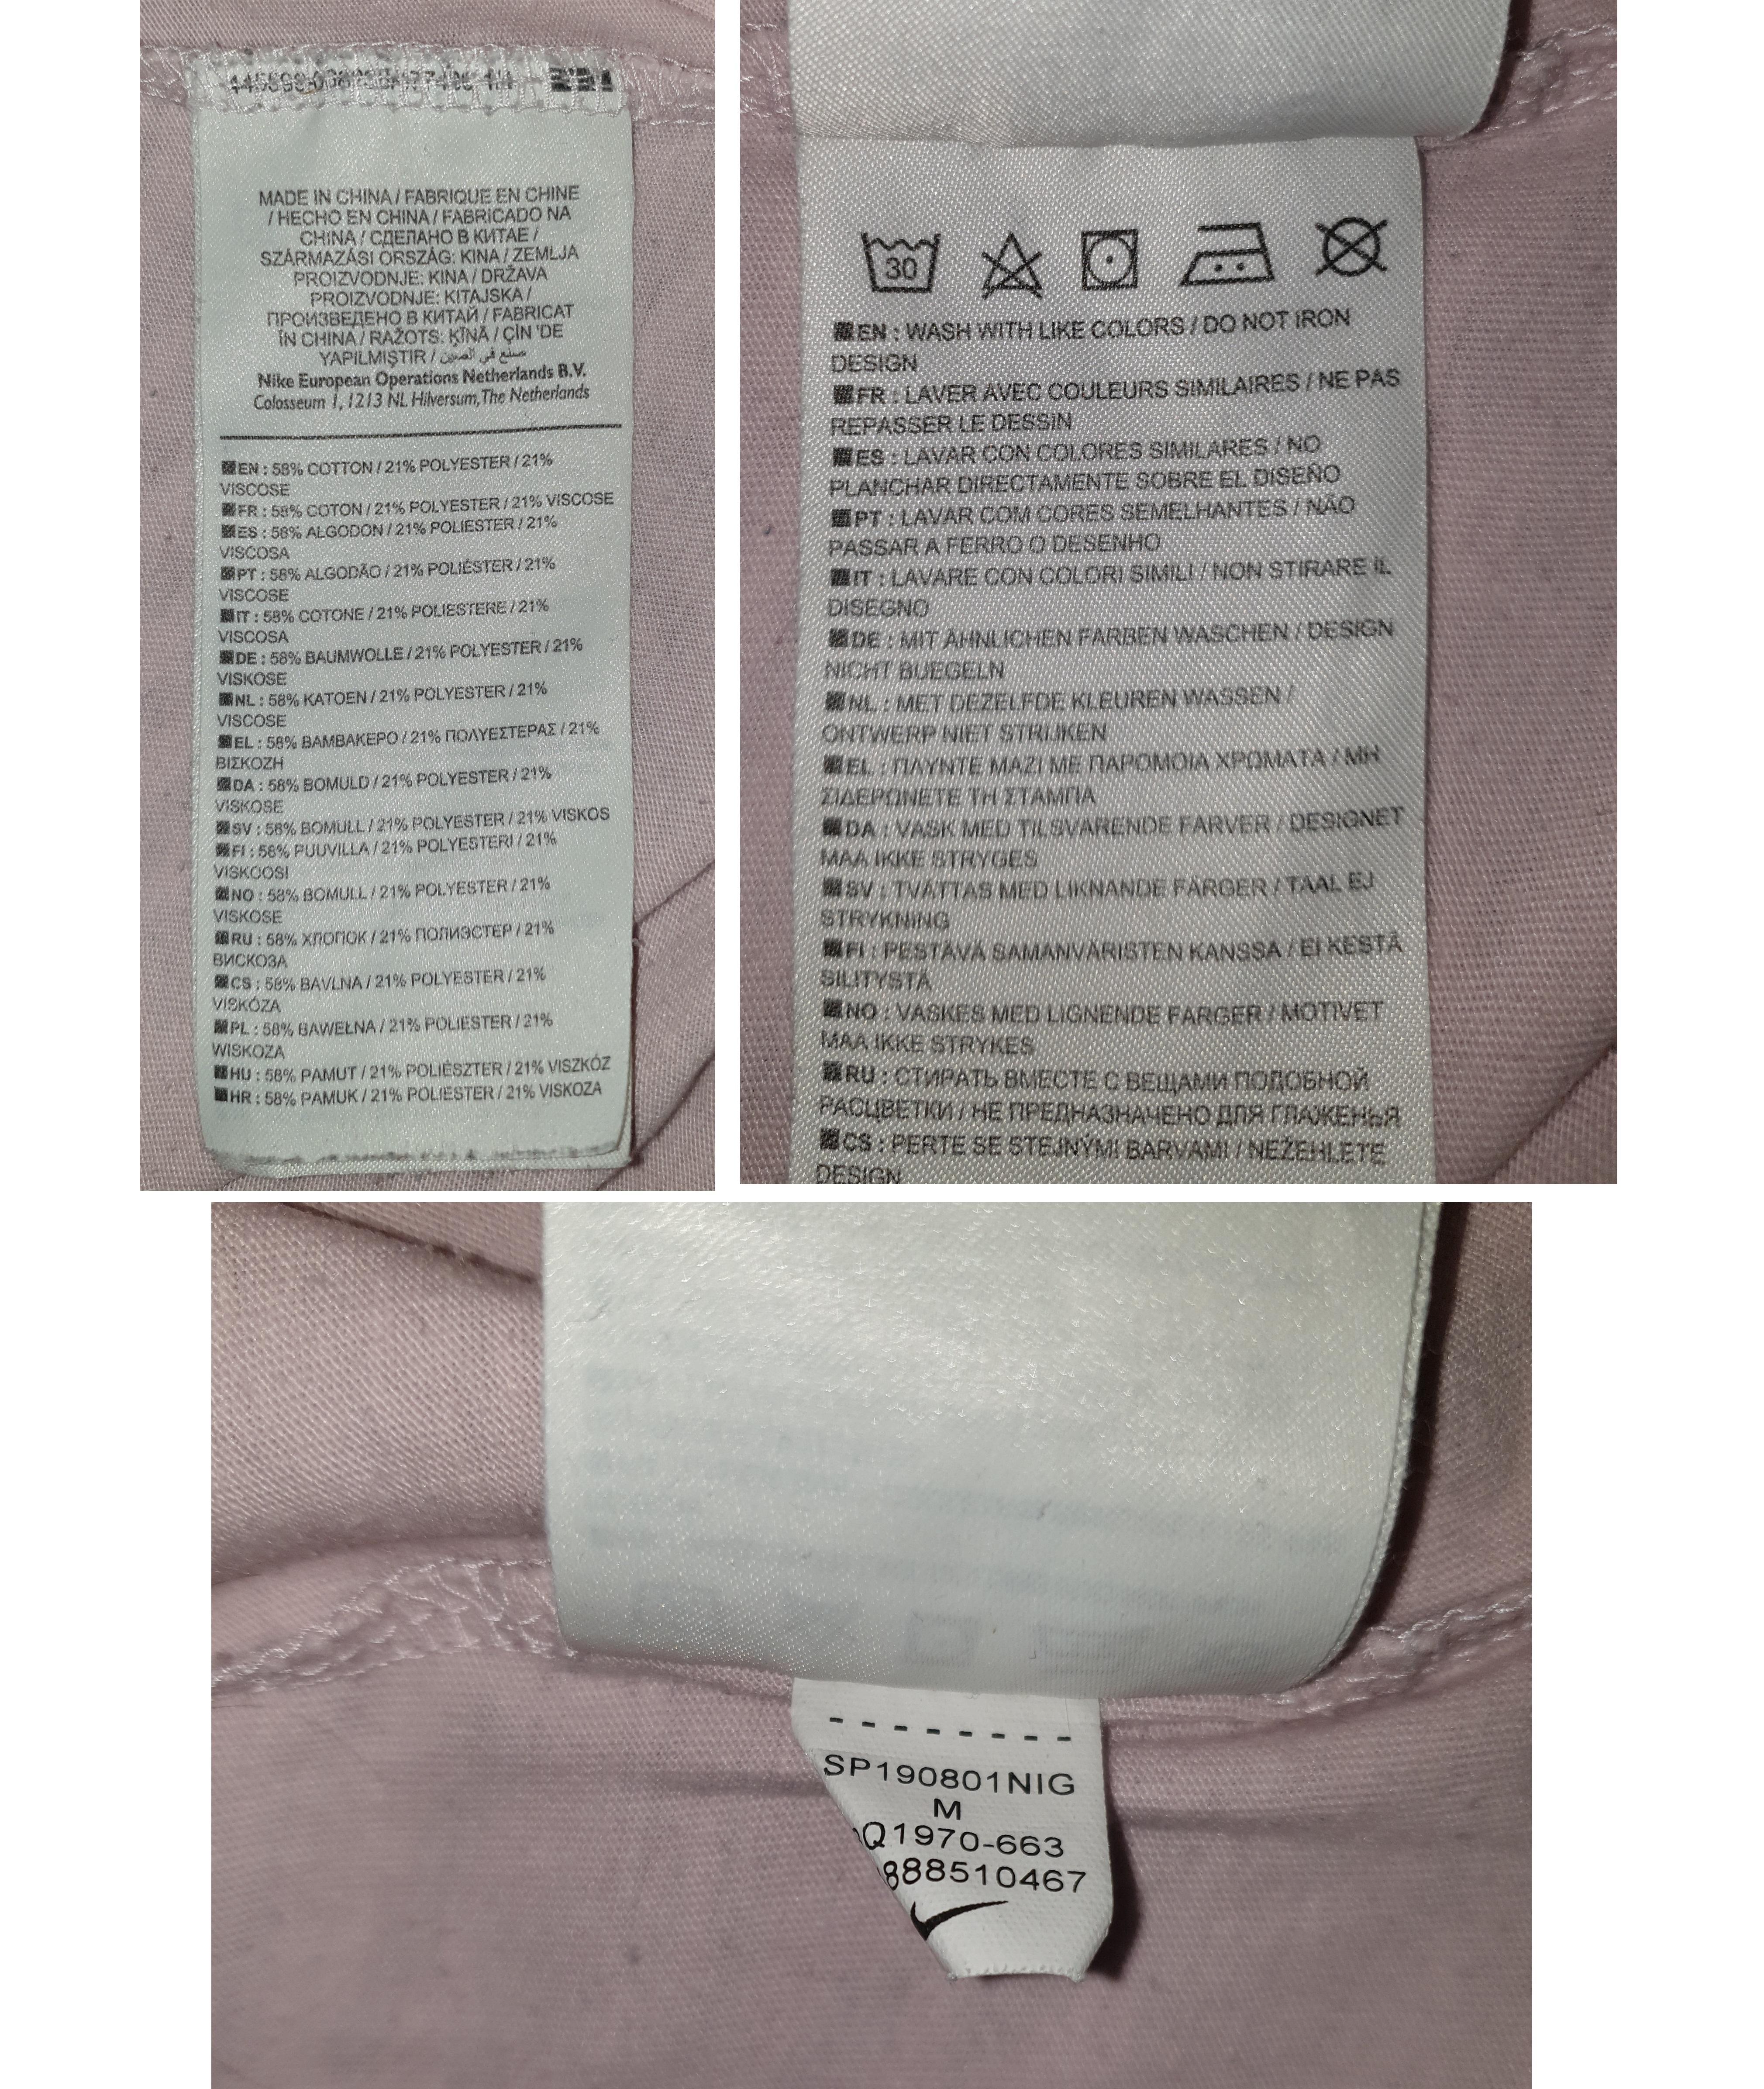 MADE IN CHINA / FABRIQUE EN CHINE
/ HECHO EN CHINA / FABRICADO NA
CHINA / СДЕЛАНО В КИТАЕ /
SZÁRMAZÁSI ORSZÁG: KINA / ZEMLJA
PROIZVODNJE: KINA / DRŽAVA
PROIZVODNJE: KITAJSKA /
ПРОИЗВЕДЕНО В КИТАЙ / FABRICAT
ÎN CHINA / RAŽOTS: ĶĪNĀ / ÇİN 'DE
YAPILMIŞTIR / صنع في الصين
Nike European Operations Netherlands B.V.
Colosseum 1, 1213 NL Hilversum, The Netherlands
EN : 58% COTTON / 21% POLYESTER / 21%
VISCOSE
FR : 58% COTON / 21% POLYESTER / 21% VISCOSE
ES : 58% ALGODON / 21% POLIESTER / 21%
VISCOSA
PT : 58% ALGODÃO / 21% POLIÉSTER / 21%
VISCOSE
IT : 58% COTONE / 21% POLIESTERE / 21%
VISCOSA
DE : 58% BAUMWOLLE / 21% POLYESTER / 21%
VISKOSE
NL : 58% KATOEN / 21% POLYESTER / 21%
VISCOSE
EL : 58% ΒΑΜΒΑΚΕΡΟ / 21% ΠΟΛΥΕΣΤΕΡΑΣ / 21%
ΒΙΣΚΟΖΗ
DA : 58% BOMULD / 21% POLYESTER / 21%
VISKOSE
SV : 58% BOMULL / 21% POLYESTER / 21% VISKOS
FI : 58% PUUVILLA / 21% POLYESTERI / 21%
VISKOOSI
NO : 58% BOMULL / 21% POLYESTER / 21%
VISKOSE
RU : 58% ХЛОПОК / 21% ПОЛИЭСТЕР / 21%
ВИСКОЗА
CS : 58% BAVLNA / 21% POLYESTER / 21%
VISKÓZA
PL : 58% BAWEŁNA / 21% POLIESTER / 21%
WISKOZA
HU : 58% PAMUT / 21% POLIÉSZTER / 21% VISZKÓZ
HR : 58% PAMUK / 21% POLIESTER / 21% VISKOZA
30
EN : WASH WITH LIKE COLORS / DO NOT IRON
DESIGN
FR : LAVER AVEC COULEURS SIMILAIRES / NE PAS
REPASSER LE DESSIN
ES : LAVAR CON COLORES SIMILARES / NO
PLANCHAR DIRECTAMENTE SOBRE EL DISEÑO
PT : LAVAR COM CORES SEMELHANTES / NÃO
PASSAR A FERRO O DESENHO
IT : LAVARE CON COLORI SIMILI / NON STIRARE IL
DISEGNO
DE : MIT ÄHNLICHEN FARBEN WASCHEN / DESIGN
NICHT BUEGELN
NL : MET DEZELFDE KLEUREN WASSEN /
ONTWERP NIET STRIJKEN
EL : ΠΛΥΝΤΕ ΜΑΖΙ ΜΕ ΠΑΡΟΜΟΙΑ ΧΡΩΜΑΤΑ / ΜΗ
ΣΙΔΕΡΩΝΕΤΕ ΤΗ ΣΤΑΜΠΑ
DA : VASK MED TILSVARENDE FARVER / DESIGNET
MAA IKKE STRYGES
SV : TVÄTTAS MED LIKNANDE FÄRGER / TAAL EJ
STRYKNING
FI : PESTÄVÄ SAMANVÄRISTEN KANSSA / EI KESTÄ
SILITYSTÄ
NO : VASKES MED LIGNENDE FARGER / MOTIVET
MAA IKKE STRYKES
RU : СТИРАТЬ ВМЕСТЕ С ВЕЩАМИ ПОДОБНОЙ
РАСЦВЕТКИ / НЕ ПРЕДНАЗНАЧЕНО ДЛЯ ГЛАЖЕНЬЯ
CS : PERTE SE STEJNÝMI BARVAMI / NEŽEHLETE
DESIGN
SP190801NIG
M
Q1970-663
888510467